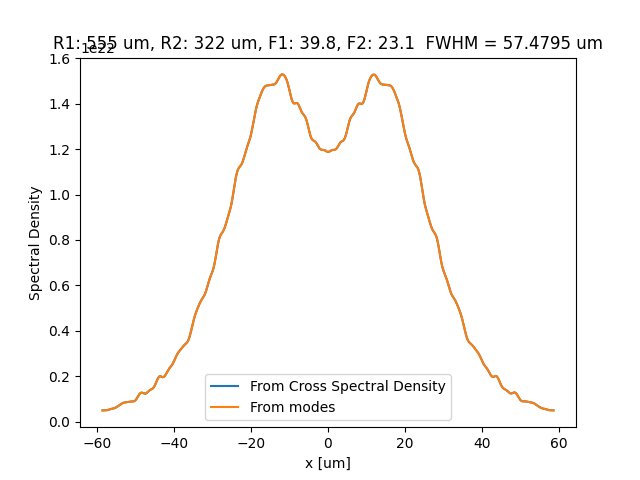 R1: 555 um, R2: 322 um, F1: 39.8, F2: 23.1 FWHM = 57.4795 um
1e22
1.6
1.4
1.2
1.0
0.8
0.6
0.4
0.2
0.0
Spectral Density
From Cross Spectral Density
From modes
−60 −40 −20 0 20 40 60
x [um]